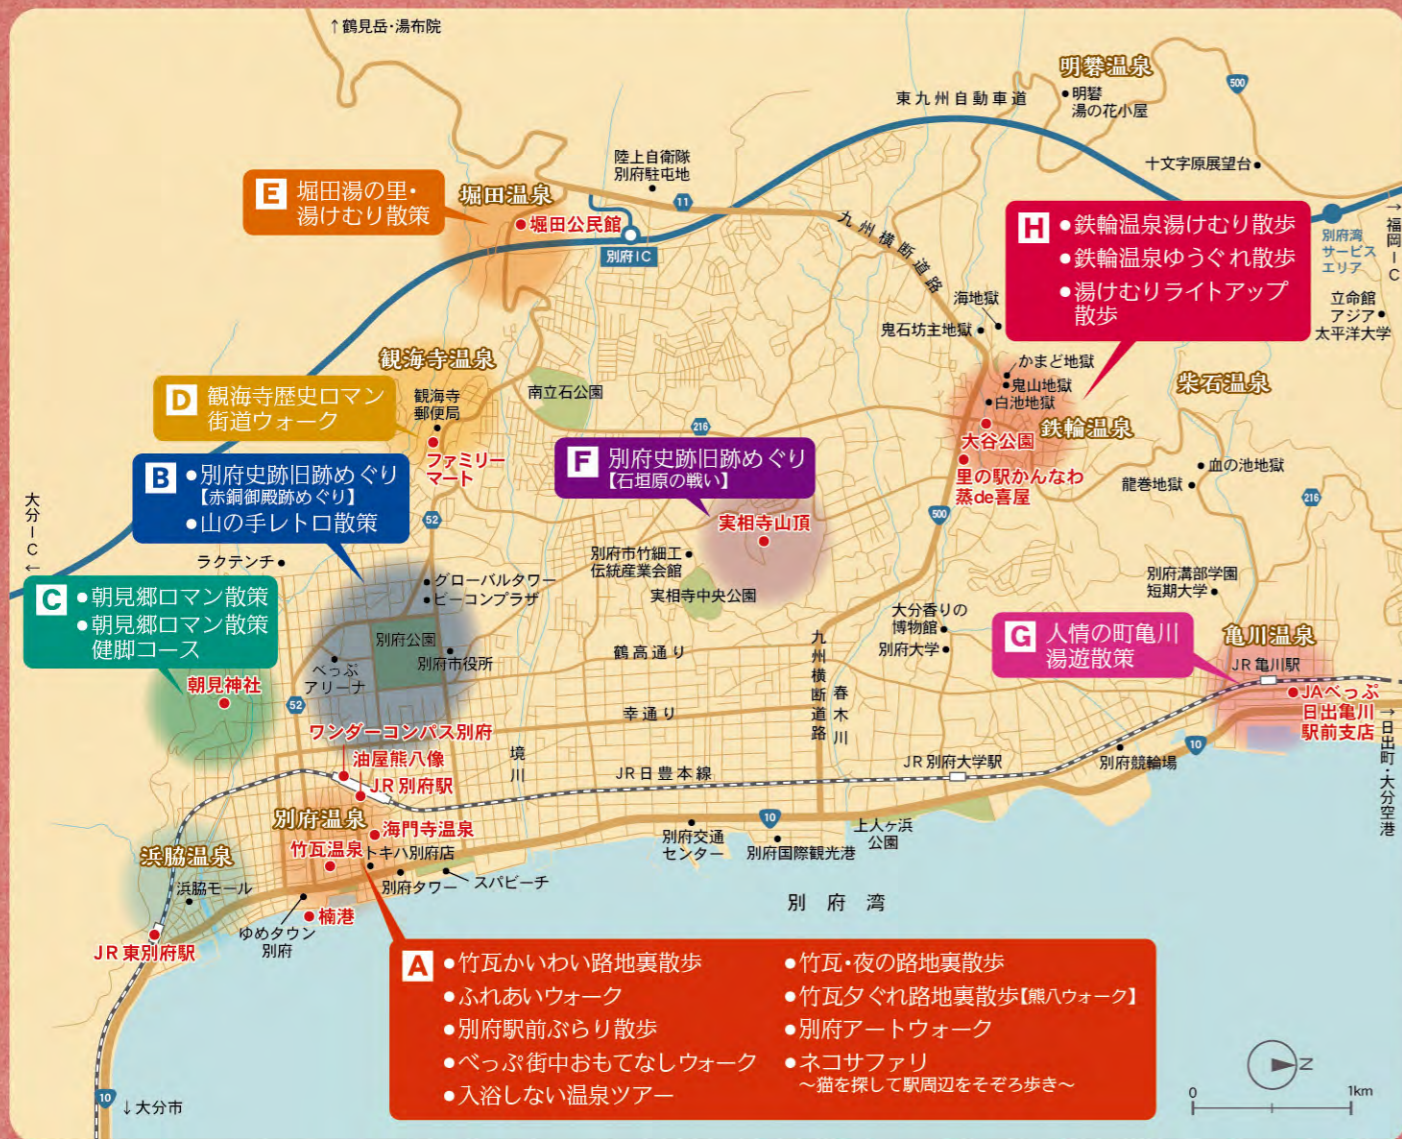 ↑鶴見岳・湯布院
明礬温泉
明礬
湯の花小屋
500
東九州自動車道
十文字原展望台
陸上自衛隊
別府駐屯地
11
E 堀田湯の里・
湯けむり散策
堀田温泉
堀田公民館
別府IC
九州横断道路
H ●鉄輪温泉湯けむり散歩
●鉄輪温泉ゆうぐれ散歩
●湯けむりライトアップ
散歩
→福岡IC
別府湾
サービス
エリア
立命館
アジア
太平洋大学
海地獄
鬼石坊主地獄
かまど地獄
鬼山地獄
白池地獄
大谷公園
鉄輪温泉
里の駅かんなわ
蒸de喜屋
柴石温泉
血の池地獄
龍巻地獄
216
観海寺温泉
観海寺
郵便局
D 観海寺歴史ロマン
街道ウォーク
ファミリー
マート
南立石公園
216
F 別府史跡旧跡めぐり
【石垣原の戦い】
実相寺山頂
500
B ●別府史跡旧跡めぐり
【赤銅御殿跡めぐり】
●山の手レトロ散策
52
大分IC←
ラクテンチ
グローバルタワー
ビーコンプラザ
別府市竹細工
伝統産業会館
実相寺中央公園
別府溝部学園
短期大学
大分香りの
博物館
別府大学
C ●朝見郷ロマン散策
●朝見郷ロマン散策
健脚コース
朝見神社
別府公園
べっぷ
アリーナ
別府市役所
鶴高通り
九州横断道路
春木川
G 人情の町亀川
湯遊散策
亀川温泉
JR亀川駅
JAべっぷ
日出亀川
駅前支店
→日出町・大分空港
52
幸通り
ワンダーコンパス別府
油屋熊八像
JR別府駅
境川
JR日豊本線
JR別府大学駅
別府競輪場
10
別府温泉
海門寺温泉
竹瓦温泉
トキハ別府店
別府タワー
スパビーチ
10
別府交通
センター
別府国際観光港
上人ヶ浜
公園
浜脇温泉
浜脇モール
ゆめタウン
別府
楠港
JR東別府駅
別府湾
A ●竹瓦かいわい路地裏散歩
●ふれあいウォーク
●別府駅前ぶらり散歩
●べっぷ街中おもてなしウォーク
●入浴しない温泉ツアー
●竹瓦・夜の路地裏散歩
●竹瓦夕ぐれ路地裏散歩【熊八ウォーク】
●別府アートウォーク
●ネコサファリ
～猫を探して駅周辺をそぞろ歩き～
10
↓大分市
N
0 1km